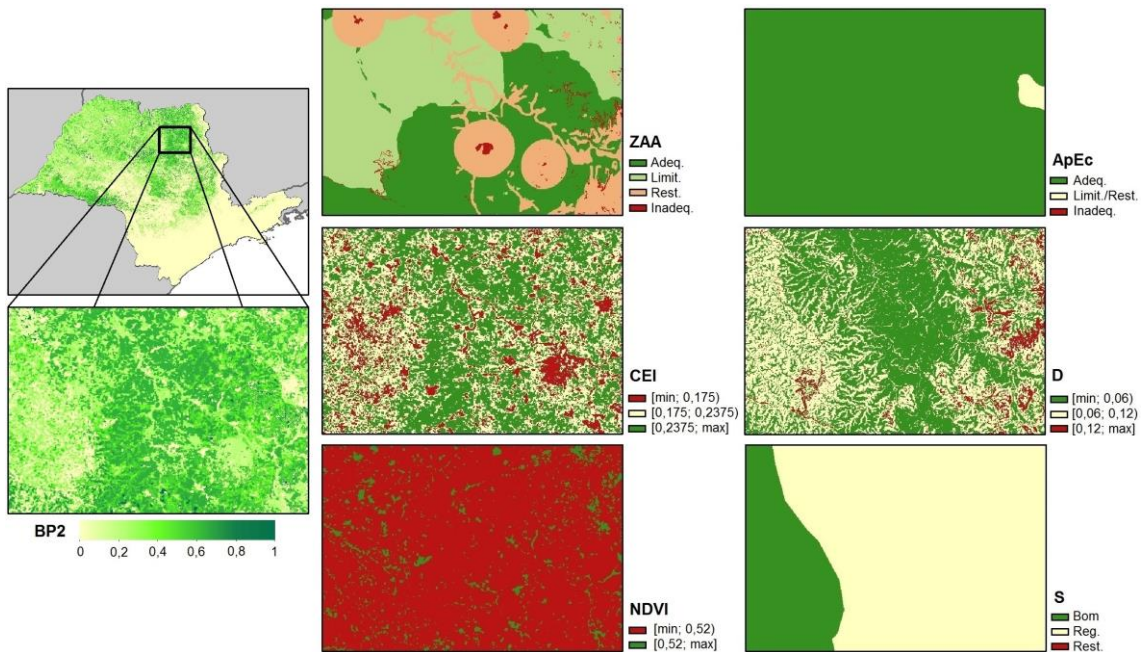 BP2
0
0,2
0,4
0,6
0,8
1
ZAA
Adeq.
Limit.
Rest.
Inadeq.
CEI
[min; 0,175)
[0,175; 0,2375)
[0,2375; max]
NDVI
[min; 0,52)
[0,52; max]
ApEc
Adeq.
Limit./Rest.
Inadeq.
D
[min; 0,06)
[0,06; 0,12)
[0,12; max]
S
Bom
Reg.
Rest.